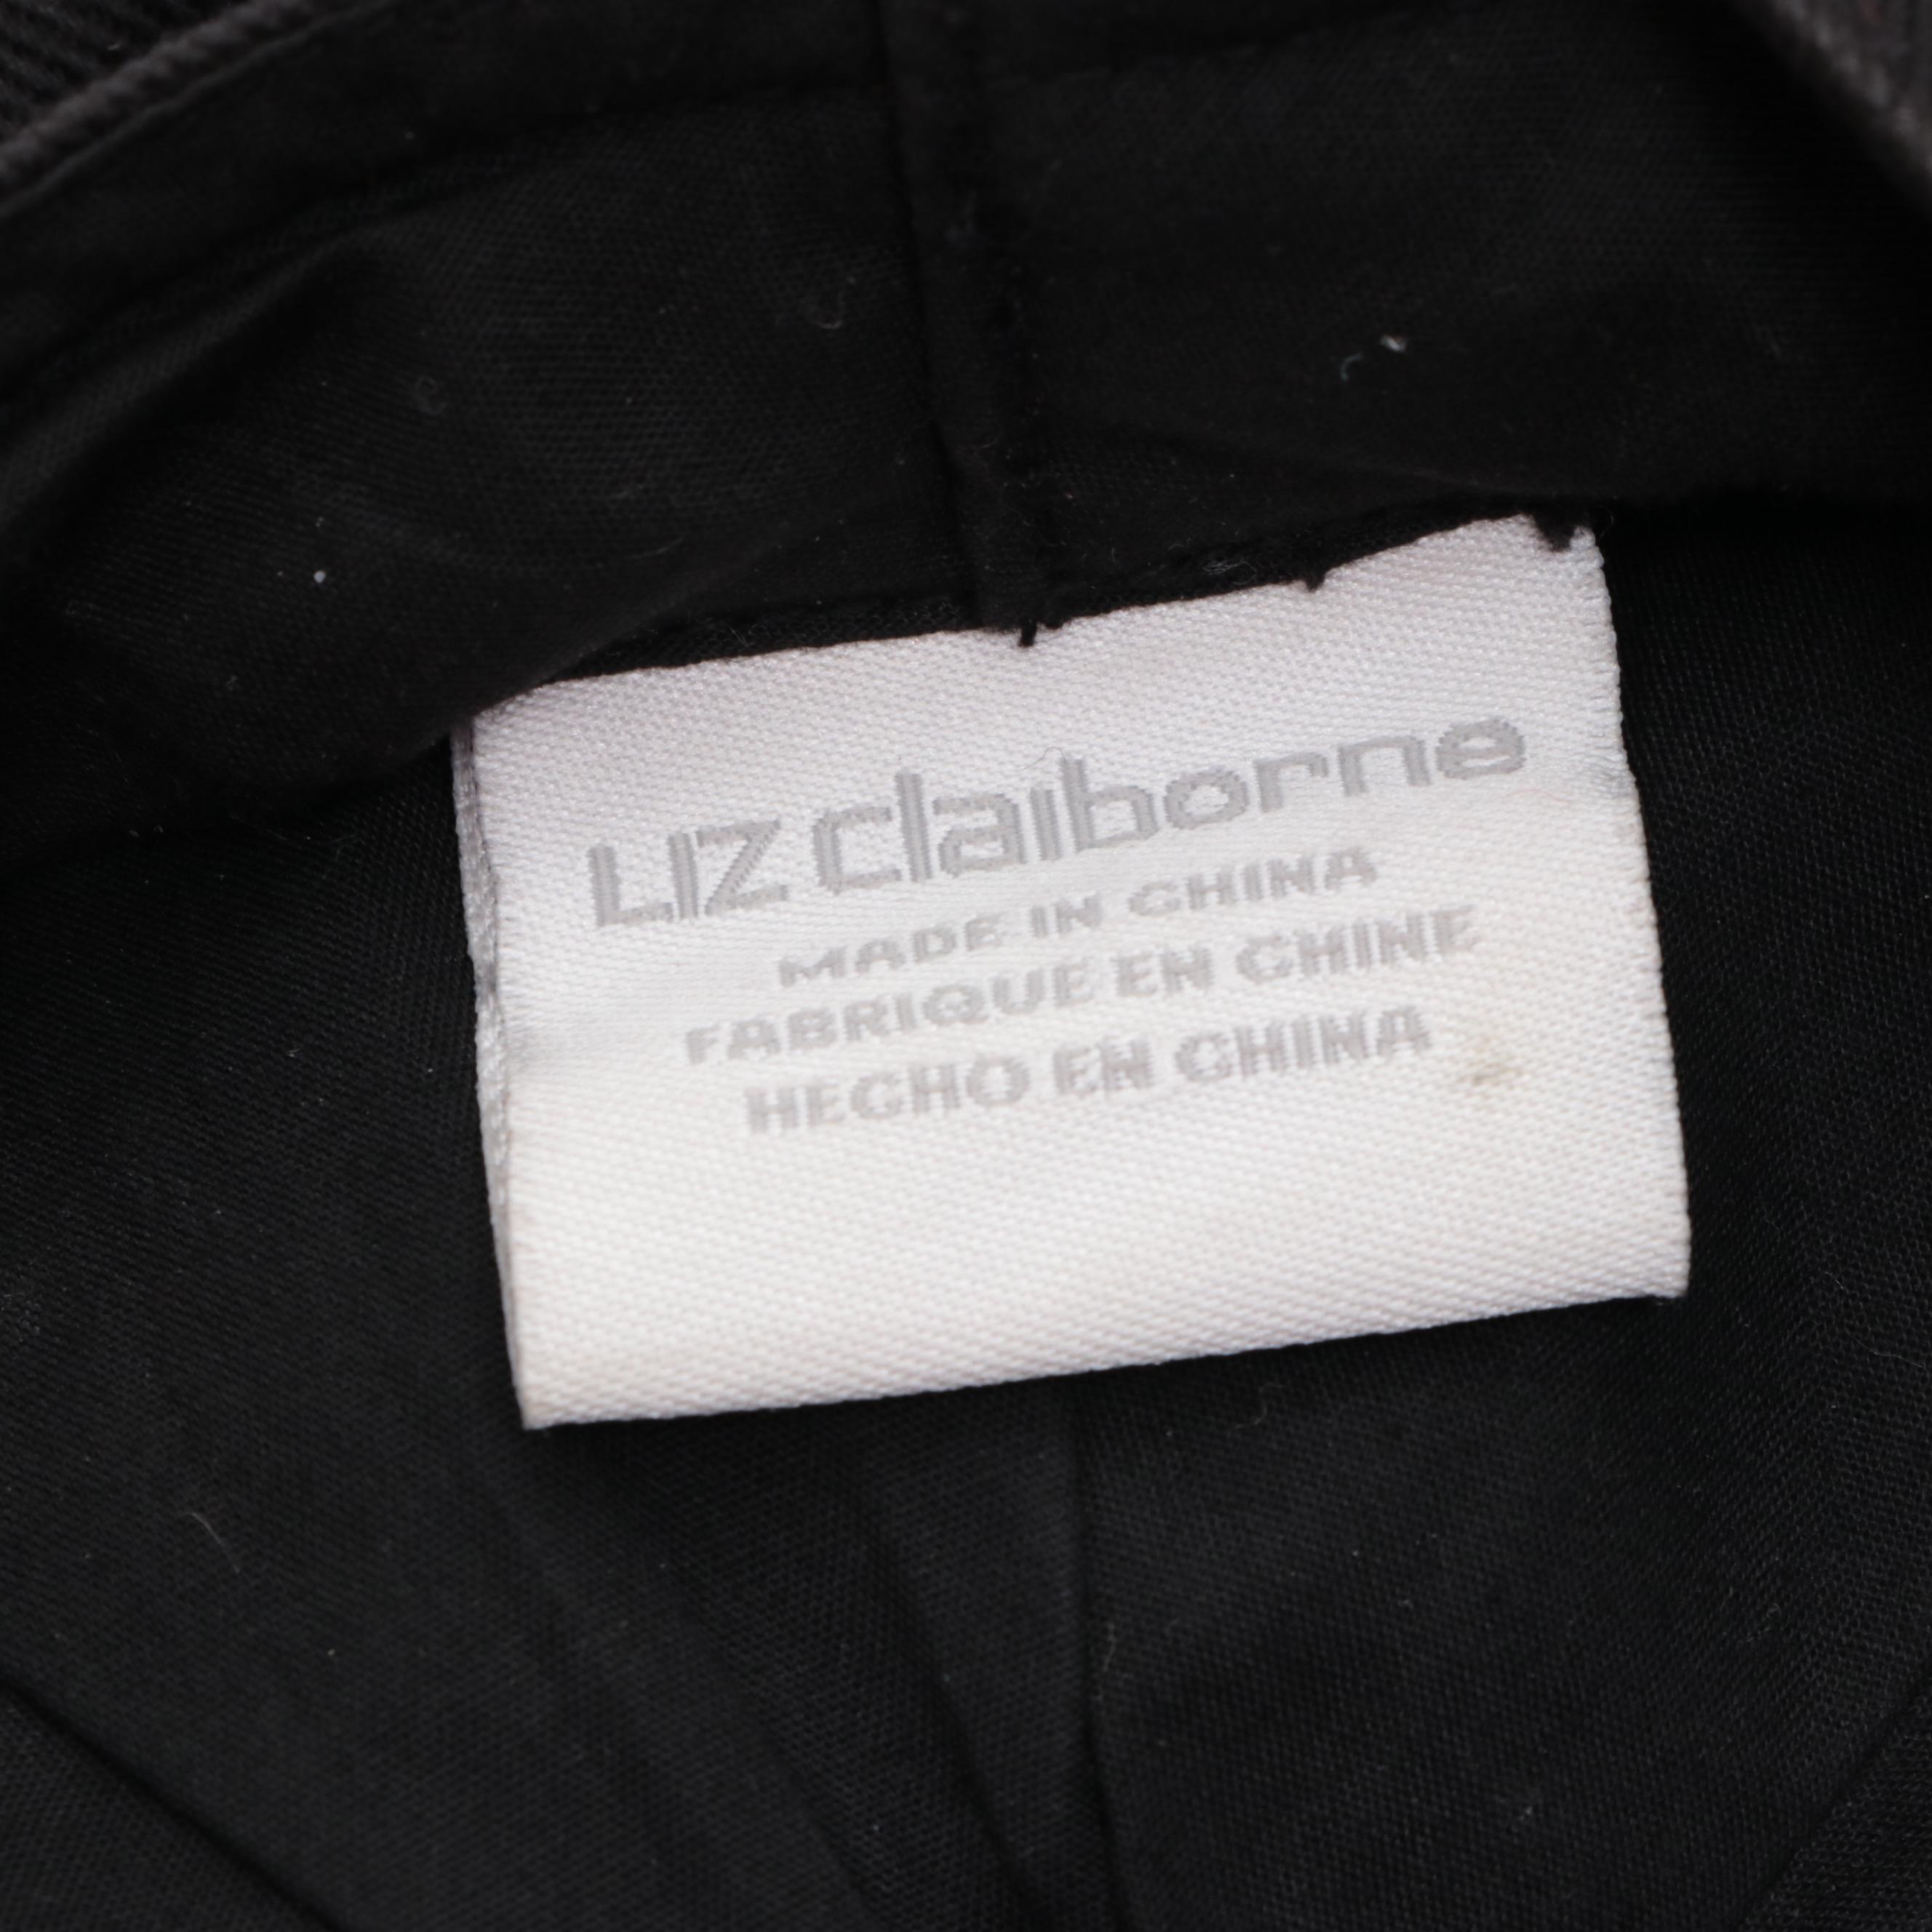 LIZ claiborne
MADE IN CHINA
FABRIQUE EN CHINE
HECHO EN CHINA